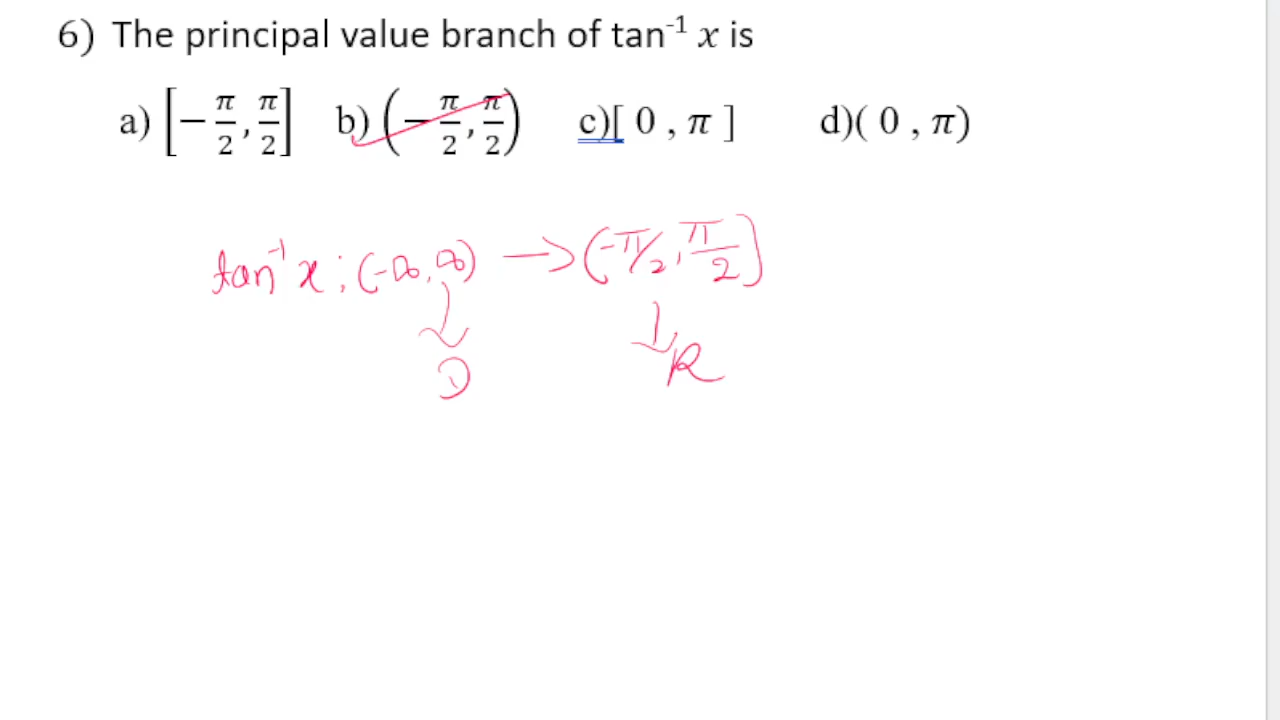 6) The principal value branch of tan⁻¹ x is
a) [−π/2, π/2] b) (−π/2, π/2) c)[ 0 , π ] d)( 0 , π)
tan⁻¹ x ; (-∞, ∞) → (-π/2, π/2]
D R